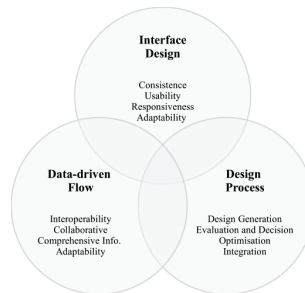 Interface
Design
Consistence
Usability
Responsiveness
Adaptability
Data-driven
Flow
Interoperability
Collaborative
Comprehensive Info.
Adaptability
Design
Process
Design Generation
Evaluation and Decision
Optimisation
Integration